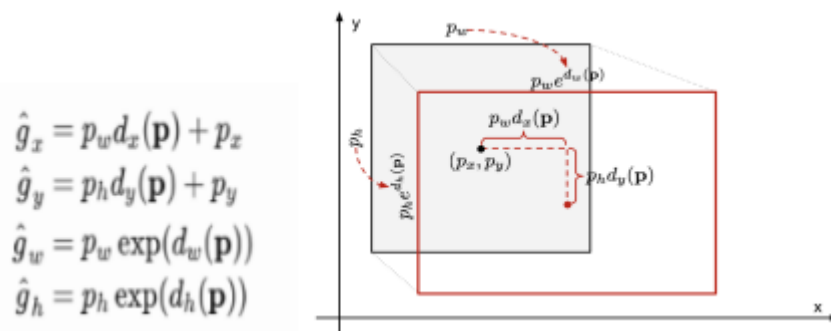 ĝ_x = p_w d_x(𝐩) + p_x
ĝ_y = p_h d_y(𝐩) + p_y
ĝ_w = p_w exp(d_w(𝐩))
ĝ_h = p_h exp(d_h(𝐩))
y
p_w
p_w e^{d_w(𝐩)}
p_w d_x(𝐩)
p_h
(p_x, p_y)
p_h e^{d_h(𝐩)}
p_h d_y(𝐩)
x